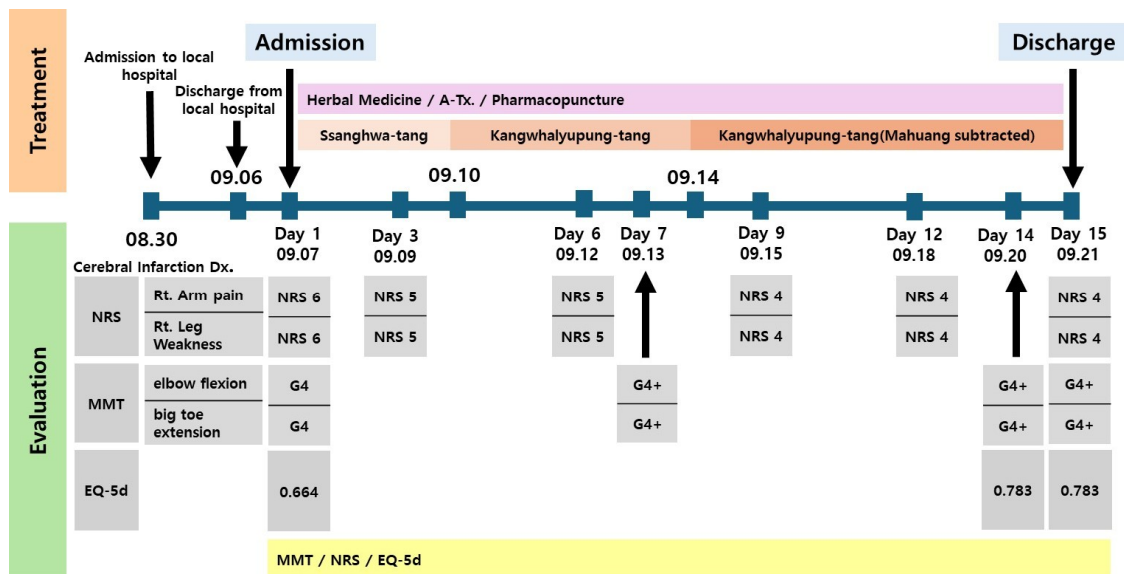 Treatment
Admission to local
hospital
Discharge from
local hospital
Admission
Discharge
Herbal Medicine / A-Tx. / Pharmacopuncture
Ssanghwa-tang
Kangwhalyupung-tang
Kangwhalyupung-tang(Mahuang subtracted)
09.06
09.10
09.14
08.30
Day 1
09.07
Day 3
09.09
Day 6
09.12
Day 7
09.13
Day 9
09.15
Day 12
09.18
Day 14
09.20
Day 15
09.21
Evaluation
Cerebral Infarction Dx.
NRS
Rt. Arm pain
NRS 6
NRS 5
NRS 5
NRS 4
NRS 4
NRS 4
Rt. Leg
Weakness
NRS 6
NRS 5
NRS 5
NRS 4
NRS 4
NRS 4
MMT
elbow flexion
G4
G4+
G4+
G4+
big toe
extension
G4
G4+
G4+
G4+
EQ-5d
0.664
0.783
0.783
MMT / NRS / EQ-5d